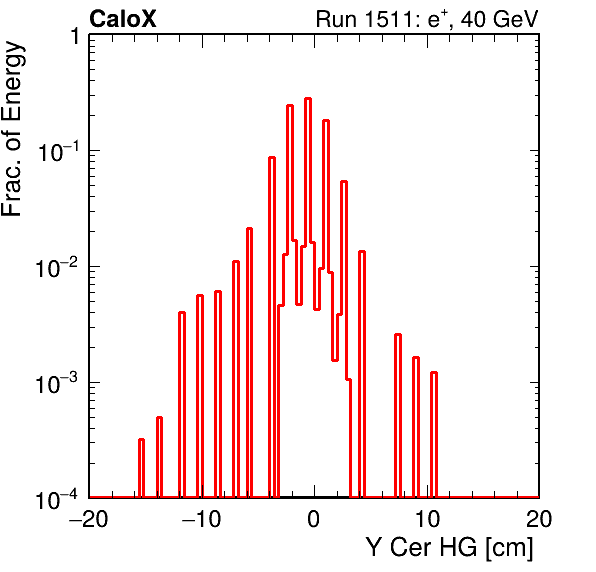 CaloX Run 1511: e⁺, 40 GeV
Frac. of Energy
1
10⁻¹
10⁻²
10⁻³
10⁻⁴
−20 −10 0 10 20
Y Cer HG [cm]